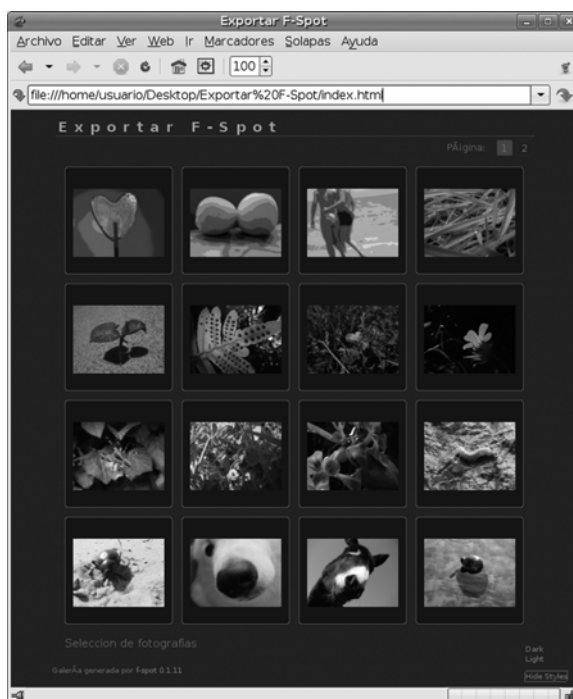 Exportar F-Spot
Archivo Editar Ver Web Ir Marcadores Solapas Ayuda
100
file:///home/usuario/Desktop/Exportar%20F-Spot/index.html
Exportar F-Spot
PÃ¡gina: 1 2
Seleccion de fotografias
Dark
Light
GalerÃ­a generada por f-spot 0.1.11
Hide Styles